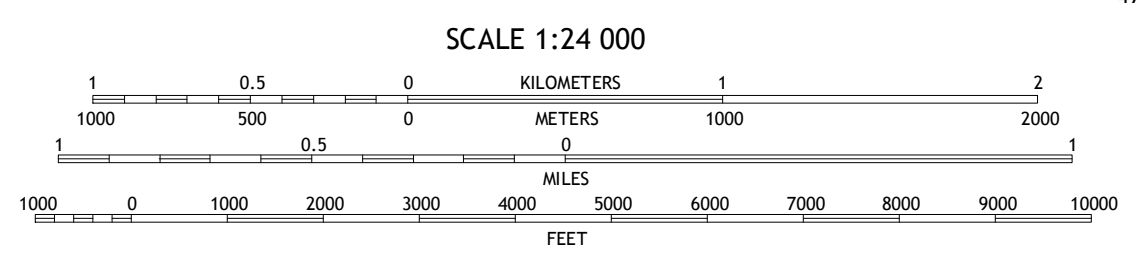 SCALE 1:24 000
1 0.5 0 KILOMETERS 1 2
1000 500 0 METERS 1000 2000
1 0.5 0 1
MILES
1000 0 1000 2000 3000 4000 5000 6000 7000 8000 9000 10000
FEET